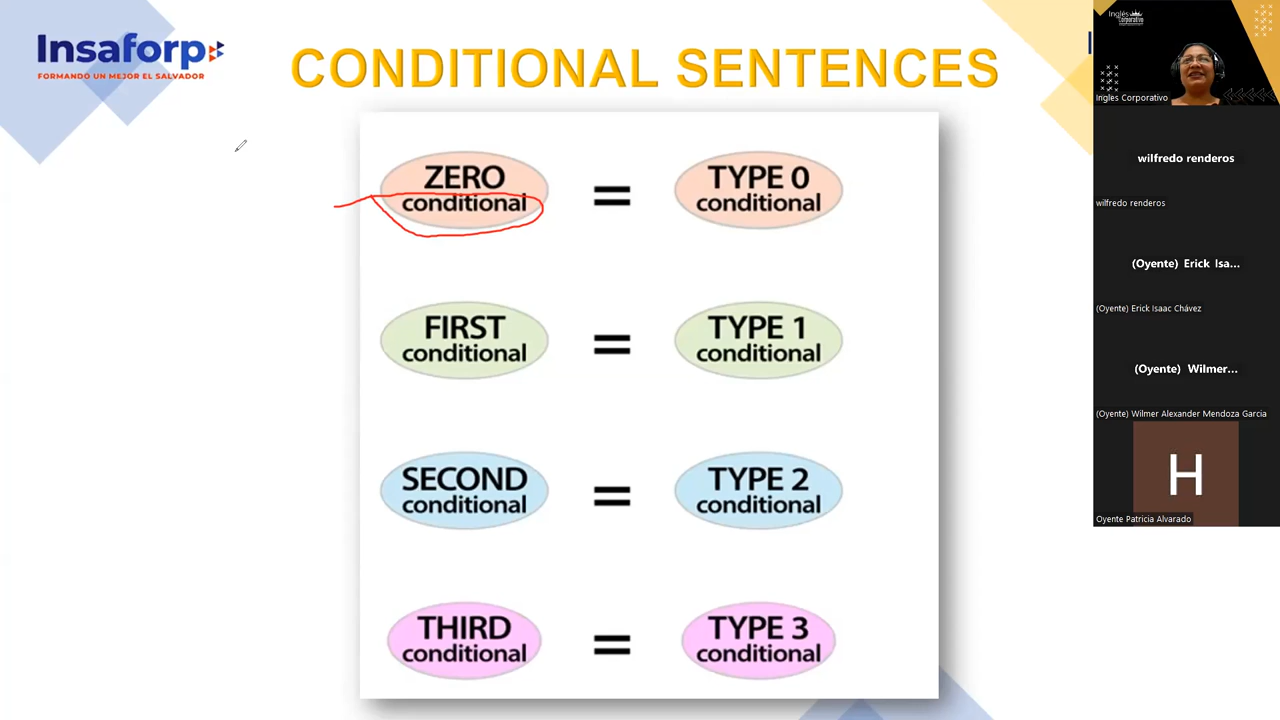 Insaforp
FORMANDO UN MEJOR EL SALVADOR
CONDITIONAL SENTENCES
ZERO
conditional
=
TYPE 0
conditional
FIRST
conditional
=
TYPE 1
conditional
SECOND
conditional
=
TYPE 2
conditional
THIRD
conditional
=
TYPE 3
conditional
Inglés
Corporativo
Ingles Corporativo
wilfredo renderos
wilfredo renderos
(Oyente) Erick Isa...
(Oyente) Erick Isaac Chávez
(Oyente) Wilmer...
(Oyente) Wilmer Alexander Mendoza Garcia
H
Oyente Patricia Alvarado